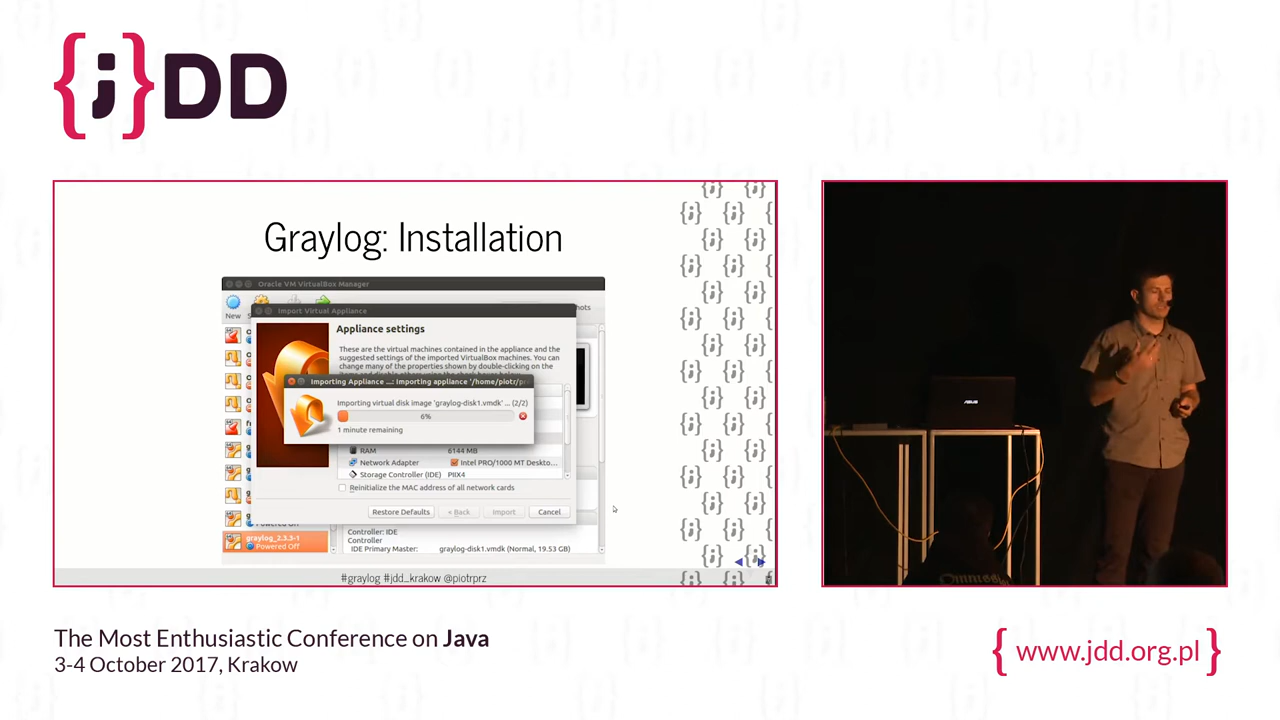 {;}DD
Graylog: Installation
Oracle VM VirtualBox Manager
New
Import Virtual Appliance
Appliance settings
These are the virtual machines contained in the appliance and the
suggested settings of the imported VirtualBox machines. You can
change many of the properties shown by double-clicking on the
Importing Appliance ...: Importing appliance '/home/piotr/
Importing virtual disk image 'graylog-disk1.vmdk' ... (2/2)
6%
1 minute remaining
RAM 6144 MB
Network Adapter Intel PRO/1000 MT Deskto...
Storage Controller (IDE) PIIX4
Reinitialize the MAC address of all network cards
Restore Defaults < Back Import Cancel
graylog_2.3.3-1
Powered Off
Controller: IDE
Controller
IDE Primary Master: graylog-disk1.vmdk (Normal, 19.53 GB)
#graylog #jdd_krakow @piotrprz
ASUS
The Most Enthusiastic Conference on Java
3-4 October 2017, Krakow
{ www.jdd.org.pl }